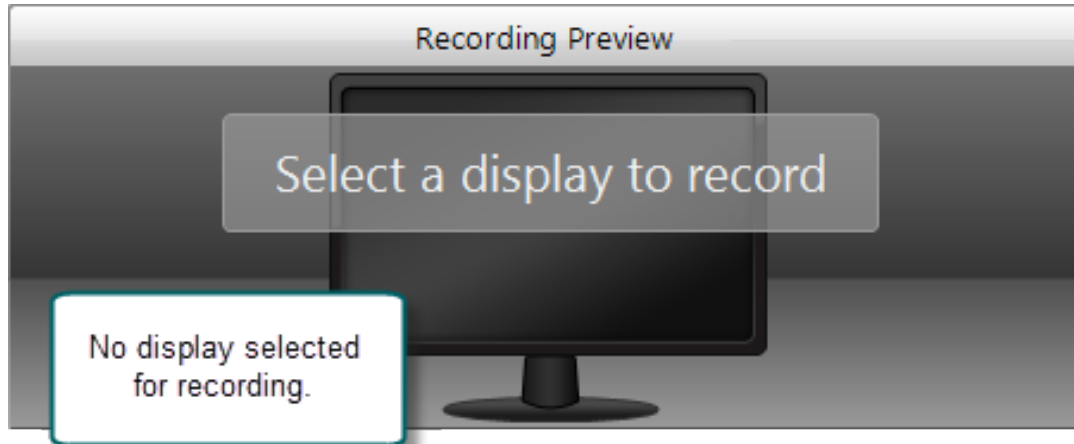 Recording Preview
Select a display to record
No display selected
for recording.